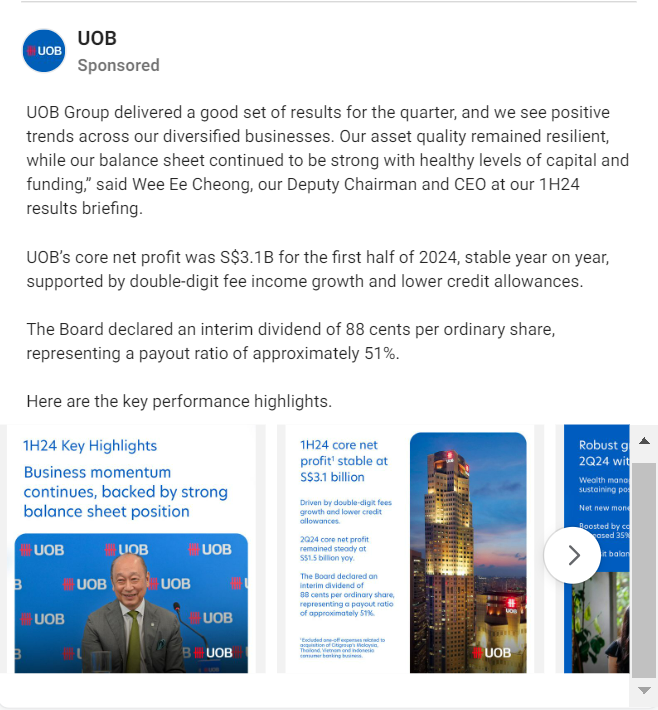 UOB
UOB
Sponsored
UOB Group delivered a good set of results for the quarter, and we see positive
trends across our diversified businesses. Our asset quality remained resilient,
while our balance sheet continued to be strong with healthy levels of capital and
funding,” said Wee Ee Cheong, our Deputy Chairman and CEO at our 1H24
results briefing.
UOB’s core net profit was S$3.1B for the first half of 2024, stable year on year,
supported by double-digit fee income growth and lower credit allowances.
The Board declared an interim dividend of 88 cents per ordinary share,
representing a payout ratio of approximately 51%.
Here are the key performance highlights.
1H24 Key Highlights
Business momentum
continues, backed by strong
balance sheet position
UOB UOB UOB
B UOB UOB U
UOB UOB
UOB
1H24 core net
profit¹ stable at
S$3.1 billion
Driven by double-digit fees
growth and lower credit
allowances.
2Q24 core net profit
remained steady at
S$1.5 billion yoy.
The Board declared an
interim dividend of
88 cents per ordinary share,
representing a payout ratio
of approximately 51%.
¹Excluded one-off expenses related to
acquisition of Citigroup's Malaysia,
Thailand, Vietnam and Indonesia
consumer banking business.
UOB
UOB
UOB
Robust g
2Q24 wit
Wealth mana
sustaining pos
Net new mone
Boosted by co
eased 35%
it balan